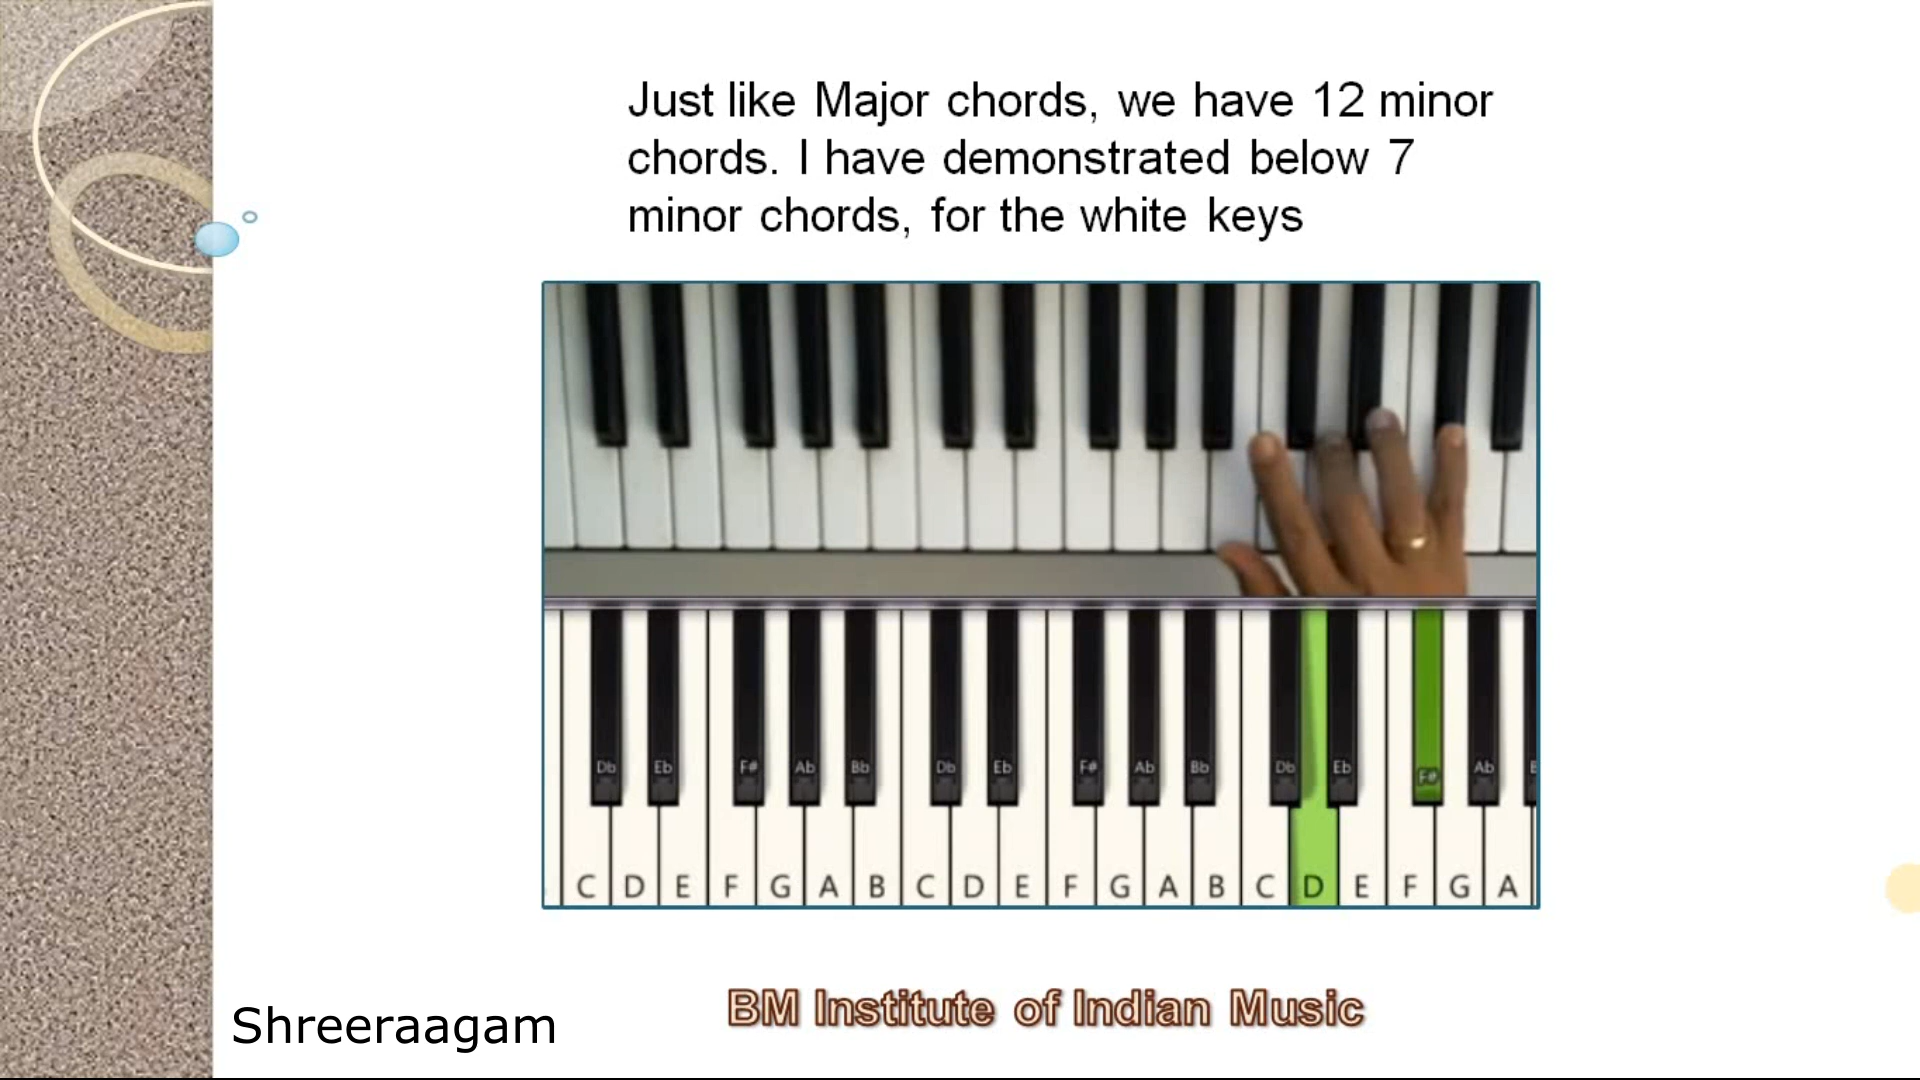 Just like Major chords, we have 12 minor
chords. I have demonstrated below 7
minor chords, for the white keys
Db Eb F# Ab Bb Db Eb F# Ab Bb Db Eb F# Ab
C D E F G A B C D E F G A B C D E F G A
BM Institute of Indian Music
Shreeraagam